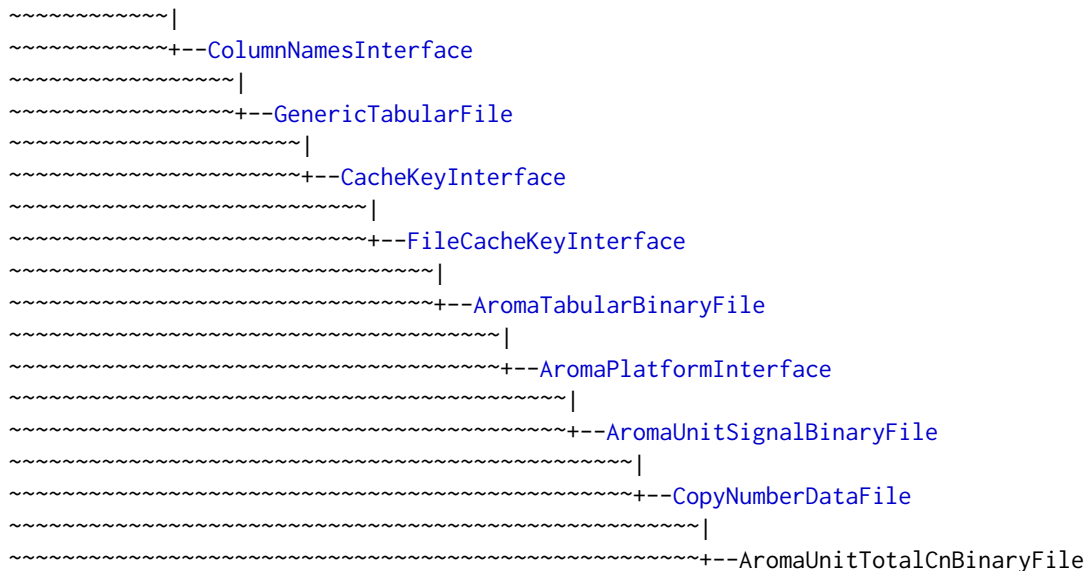 ~~~~~~~~~~~~|
~~~~~~~~~~~~+--ColumnNamesInterface
~~~~~~~~~~~~~~~~~|
~~~~~~~~~~~~~~~~~+--GenericTabularFile
~~~~~~~~~~~~~~~~~~~~~~|
~~~~~~~~~~~~~~~~~~~~~~+--CacheKeyInterface
~~~~~~~~~~~~~~~~~~~~~~~~~~~|
~~~~~~~~~~~~~~~~~~~~~~~~~~~+--FileCacheKeyInterface
~~~~~~~~~~~~~~~~~~~~~~~~~~~~~~~~|
~~~~~~~~~~~~~~~~~~~~~~~~~~~~~~~~+--AromaTabularBinaryFile
~~~~~~~~~~~~~~~~~~~~~~~~~~~~~~~~~~~~~|
~~~~~~~~~~~~~~~~~~~~~~~~~~~~~~~~~~~~~+--AromaPlatformInterface
~~~~~~~~~~~~~~~~~~~~~~~~~~~~~~~~~~~~~~~~~~|
~~~~~~~~~~~~~~~~~~~~~~~~~~~~~~~~~~~~~~~~~~+--AromaUnitSignalBinaryFile
~~~~~~~~~~~~~~~~~~~~~~~~~~~~~~~~~~~~~~~~~~~~~~~|
~~~~~~~~~~~~~~~~~~~~~~~~~~~~~~~~~~~~~~~~~~~~~~~+--CopyNumberDataFile
~~~~~~~~~~~~~~~~~~~~~~~~~~~~~~~~~~~~~~~~~~~~~~~~~~~~|
~~~~~~~~~~~~~~~~~~~~~~~~~~~~~~~~~~~~~~~~~~~~~~~~~~~~+--AromaUnitTotalCnBinaryFile